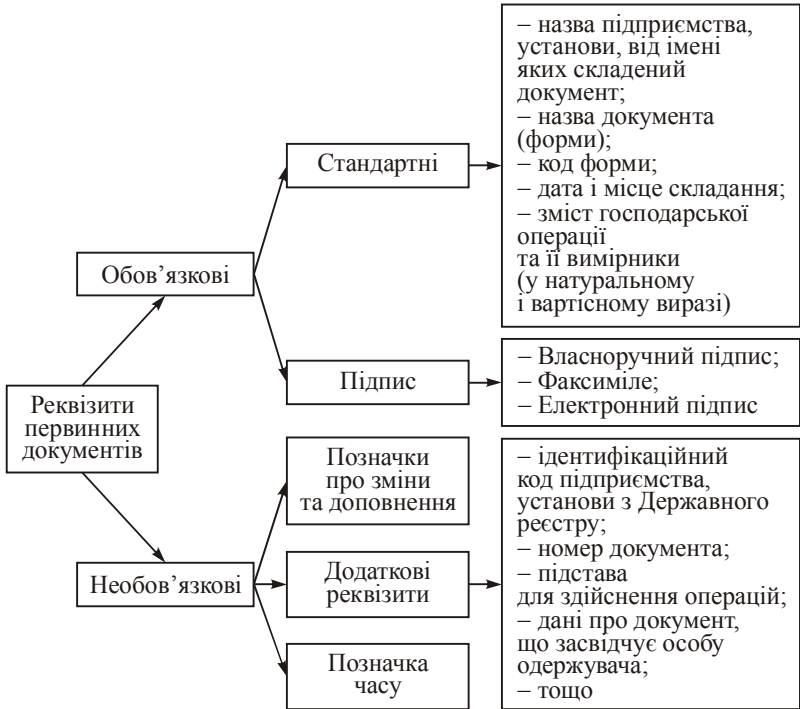 Реквізити
первинних
документів
Обов’язкові
Стандартні
– назва підприємства,
установи, від імені
яких складений
документ;
– назва документа
(форми);
– код форми;
– дата і місце складання;
– зміст господарської
операції
та її вимірники
(у натуральному
і вартісному виразі)
Підпис
– Власноручний підпис;
– Факсиміле;
– Електронний підпис
Необов’язкові
Позначки
про зміни
та доповнення
Додаткові
реквізити
– ідентифікаційний
код підприємства,
установи з Державного
реєстру;
– номер документа;
– підстава
для здійснення операцій;
– дані про документ,
що засвідчує особу
одержувача;
– тощо
Позначка
часу